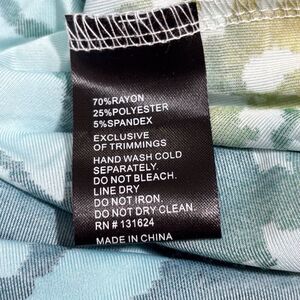 70%RAYON
25%POLYESTER
5%SPANDEX
EXCLUSIVE
OF TRIMMINGS
HAND WASH COLD
SEPARATELY.
DO NOT BLEACH.
LINE DRY
DO NOT IRON.
DO NOT DRY CLEAN.
RN # 131624
MADE IN CHINA